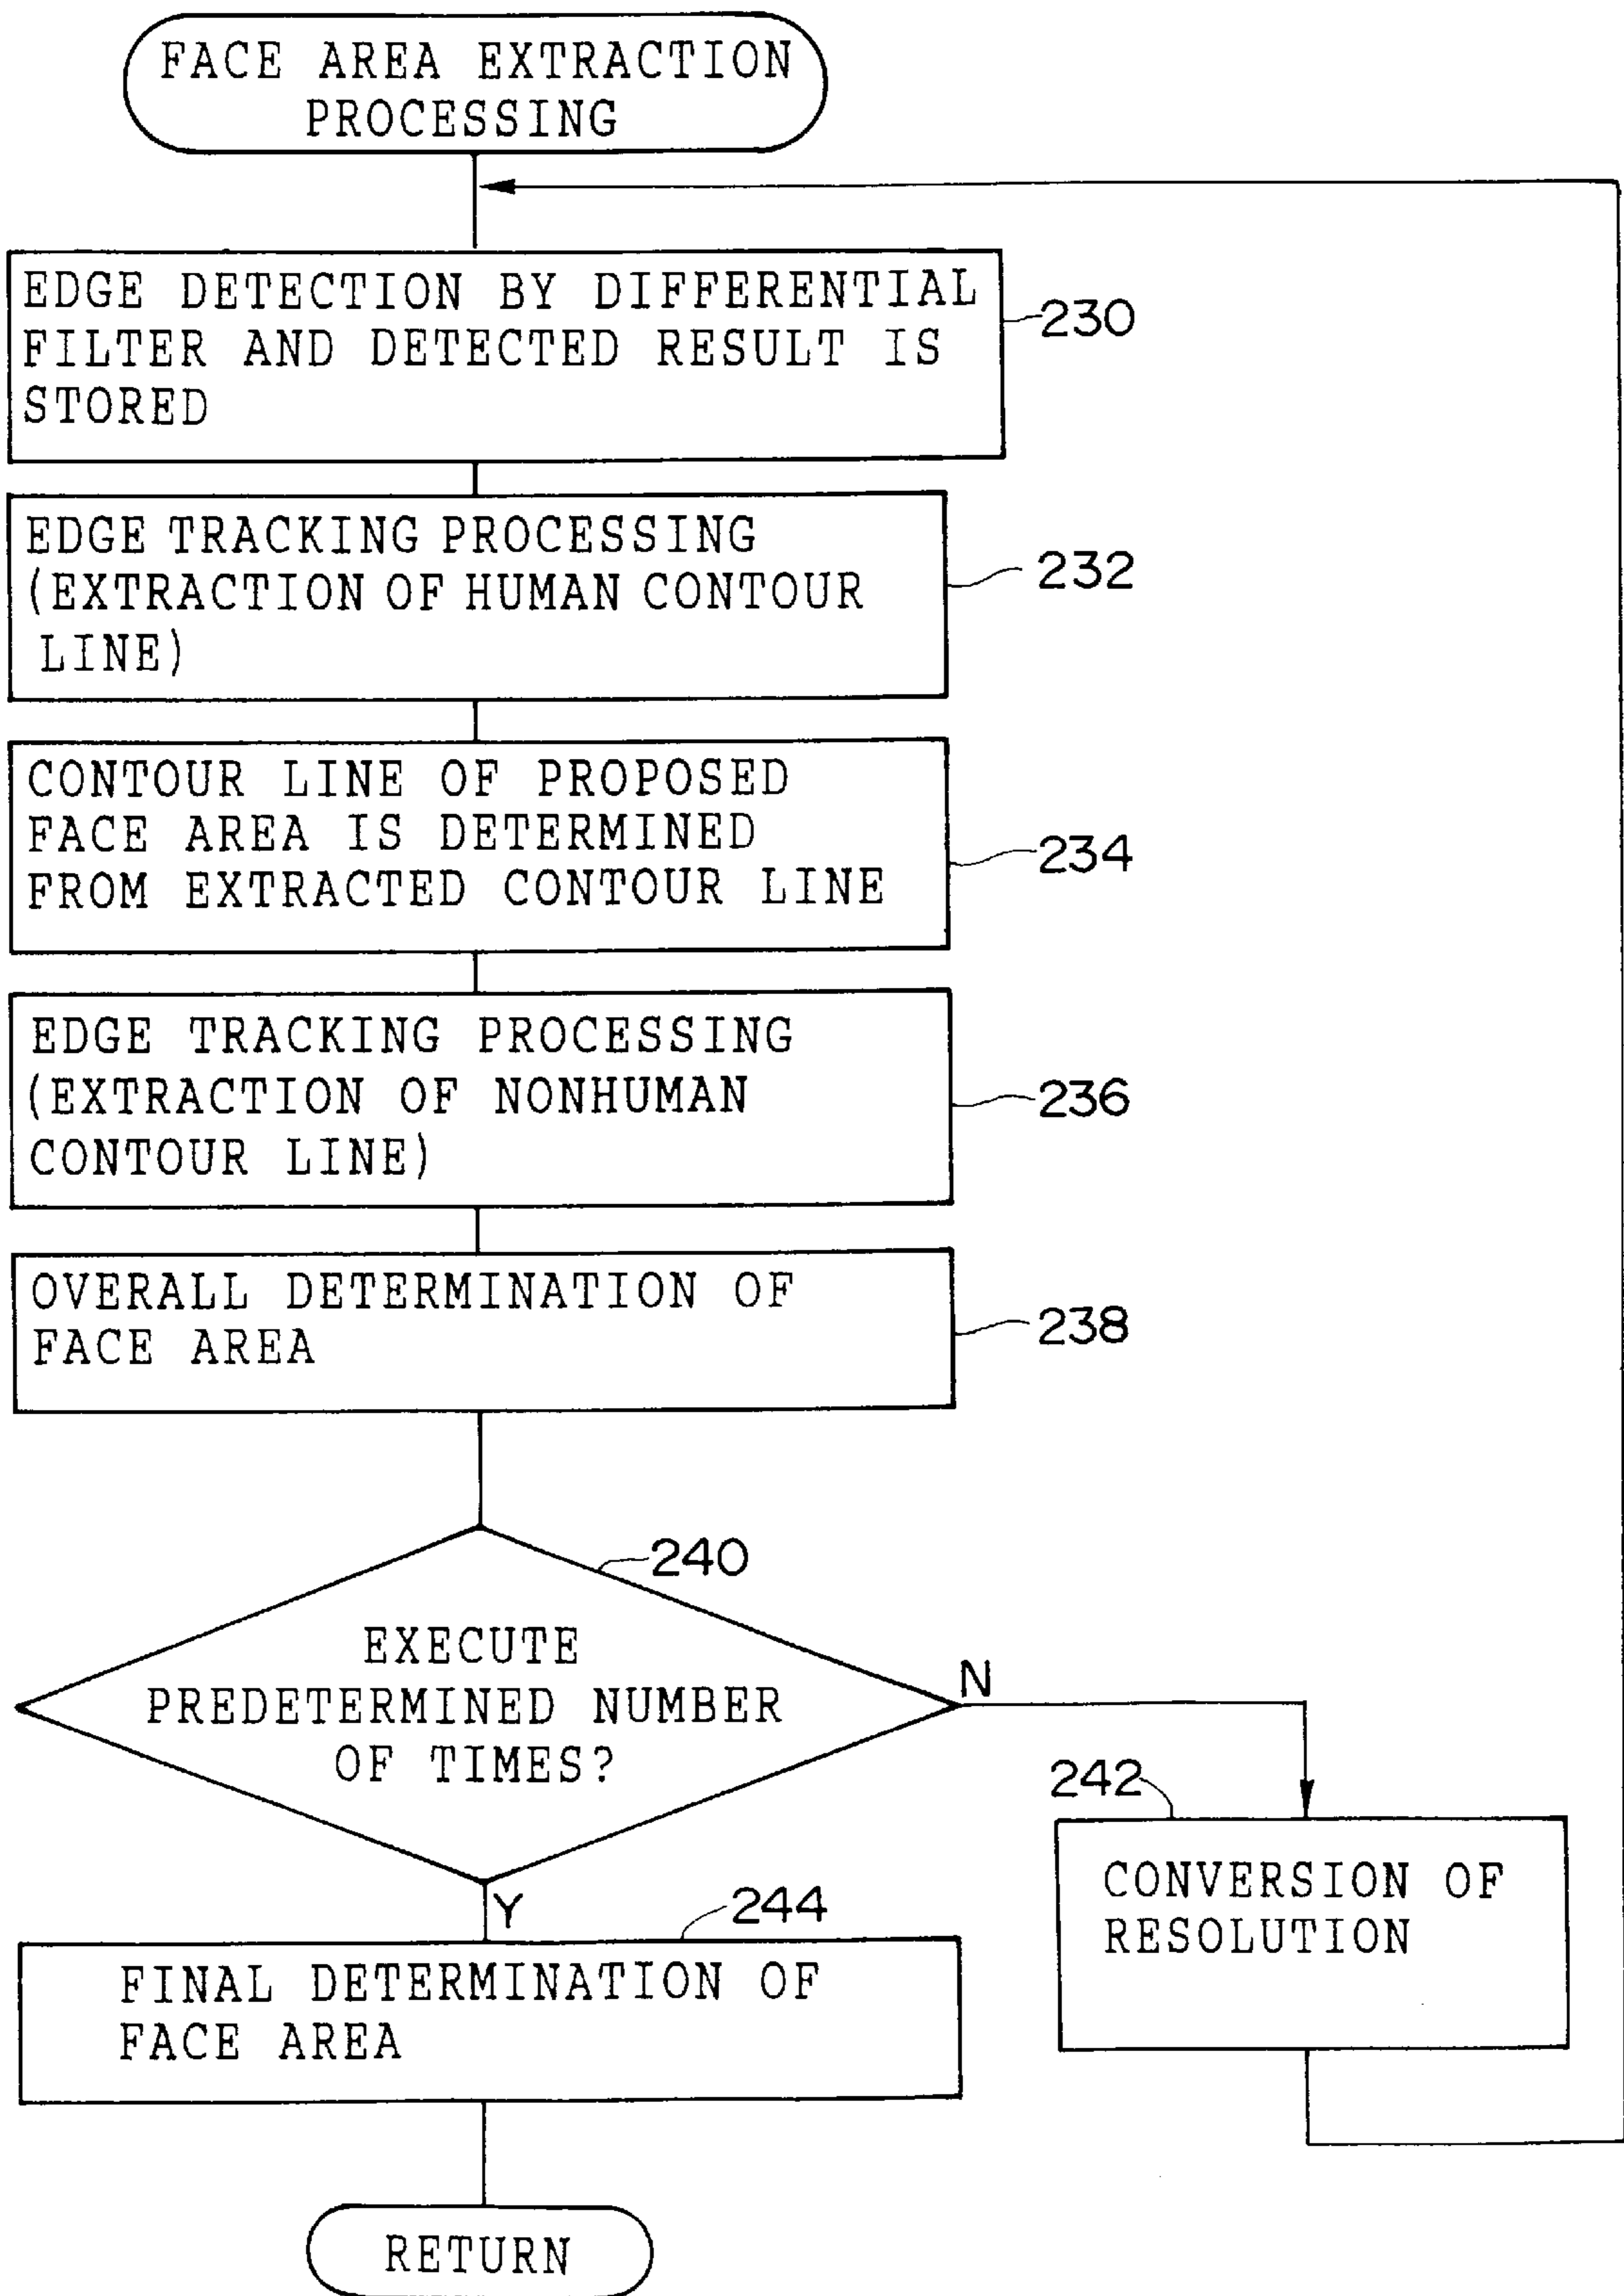 FACE AREA EXTRACTION
PROCESSING
EDGE DETECTION BY DIFFERENTIAL
FILTER AND DETECTED RESULT IS
STORED
230
EDGE TRACKING PROCESSING
(EXTRACTION OF HUMAN CONTOUR
LINE)
232
CONTOUR LINE OF PROPOSED
FACE AREA IS DETERMINED
FROM EXTRACTED CONTOUR LINE
234
EDGE TRACKING PROCESSING
(EXTRACTION OF NONHUMAN
CONTOUR LINE)
236
OVERALL DETERMINATION OF
FACE AREA
238
240
EXECUTE
PREDETERMINED NUMBER
OF TIMES?
N
242
CONVERSION OF
RESOLUTION
Y
244
FINAL DETERMINATION OF
FACE AREA
RETURN